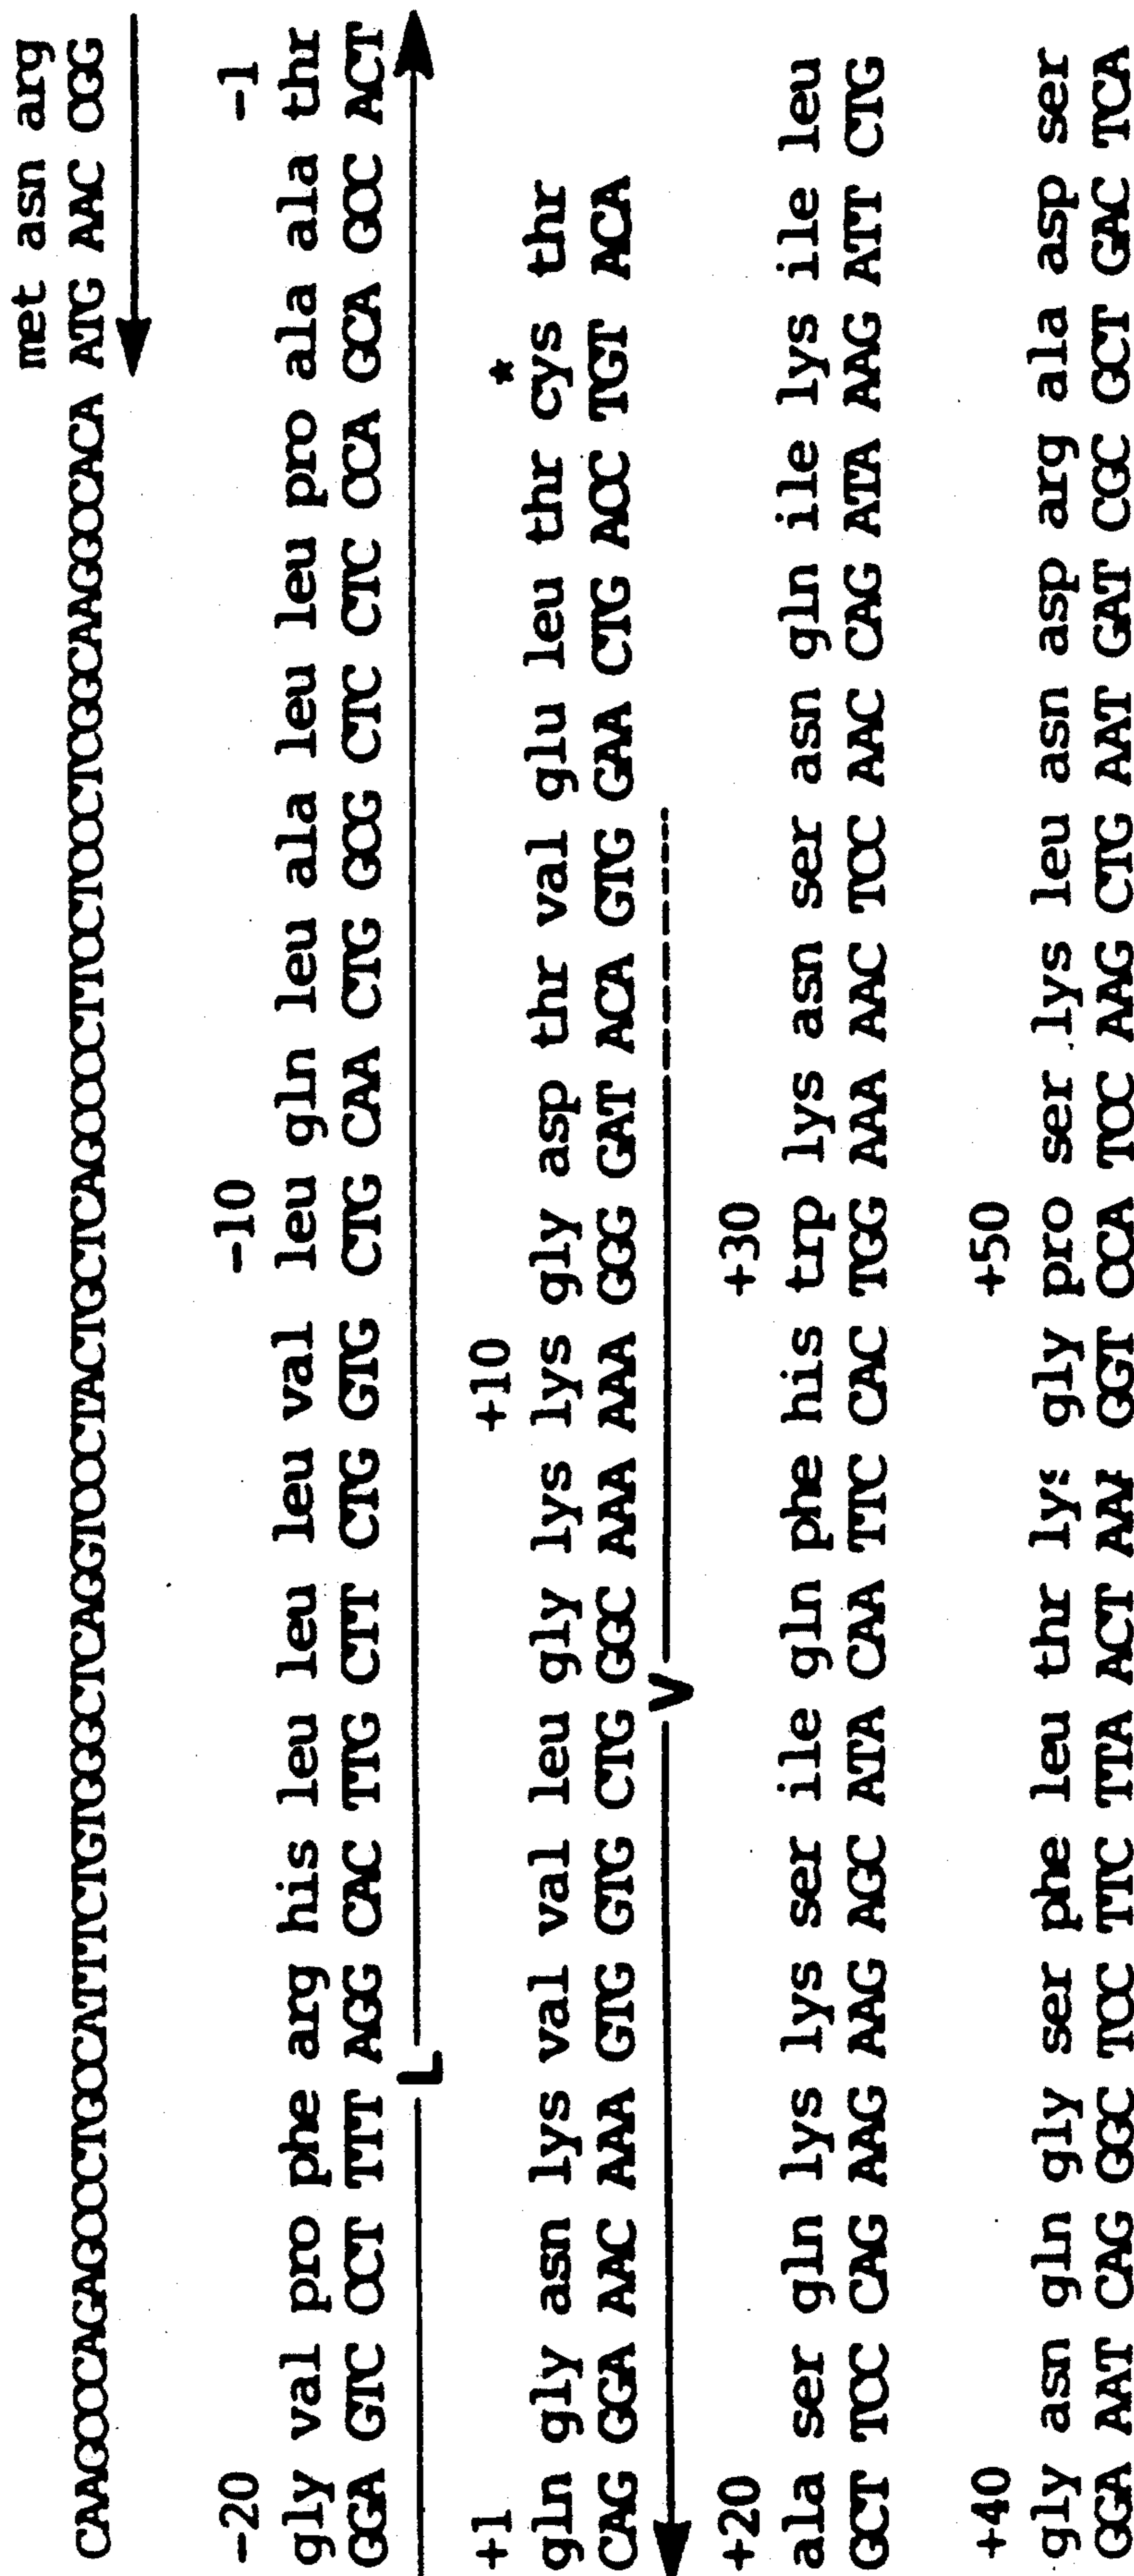 met asn arg
CAAGCCCAGAGCCCTGCCATTTCTGTGGGCTCAGGTCCCTACTGCTCAGCCCCTTCCTCCCTCGGCAAGGCCACA ATG AAC CGG
-20 -10 -1
gly val pro phe arg his leu leu leu val leu gln leu ala leu leu pro ala ala thr
GGA GTC CCT TTT AGG CAC TTG CTT CTG GTG CTG CAA CTG GCG CTC CTC CCA GCA GCC ACT
L
+1 +10 *
gln gly asn lys val val leu gly lys lys gly asp thr val glu leu thr cys thr
CAG GGA AAC AAA GTG GTG CTG GGC AAA AAA GGG GAT ACA GTG GAA CTG ACC TGT ACA
V
+20 +30
ala ser gln lys lys ser ile gln phe his trp lys asn ser asn gln ile lys ile leu
GCT TCC CAG AAG AAG AGC ATA CAA TTC CAC TGG AAA AAC TCC AAC CAG ATA AAG ATT CTG
+40 +50
gly asn gln gly ser phe leu thr gly pro ser lys leu asn asp arg ala asp ser
GGA AAT CAG GGC TCC TTC TTA ACT GGT CCA TCC AAG CTG AAT GAT CGC GCT GAC TCA